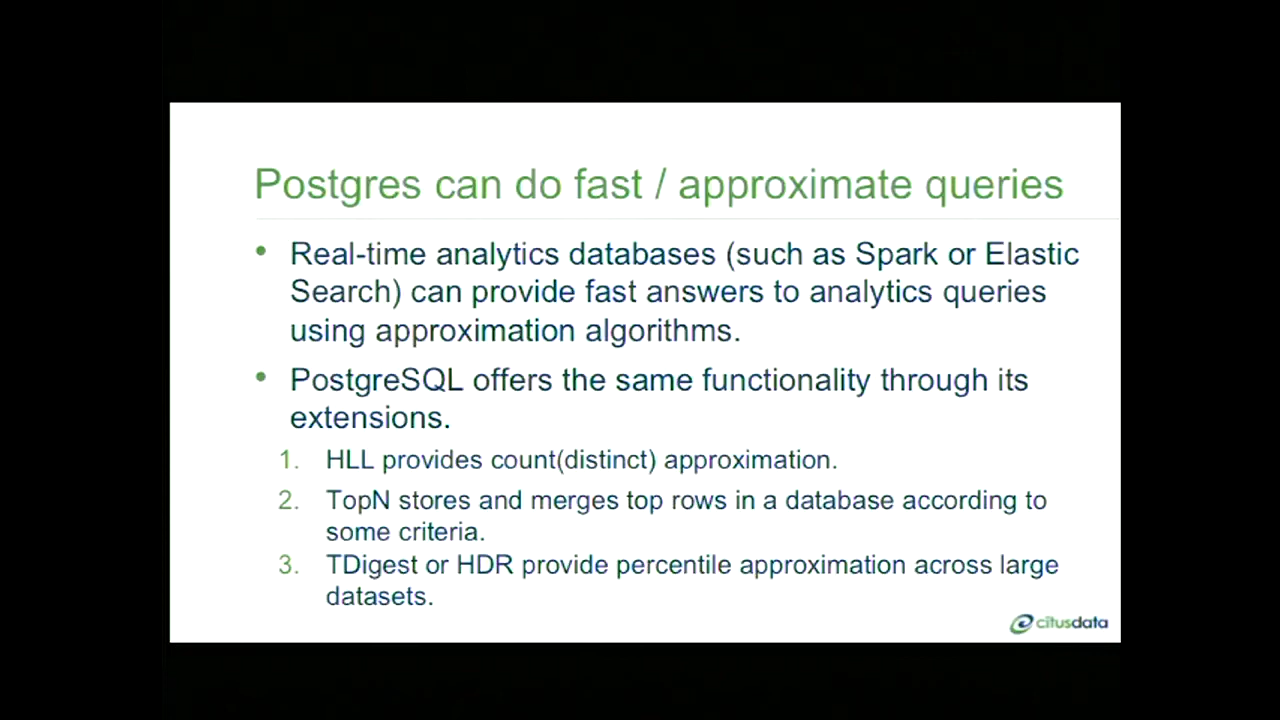 Postgres can do fast / approximate queries
• Real-time analytics databases (such as Spark or Elastic
Search) can provide fast answers to analytics queries
using approximation algorithms.
• PostgreSQL offers the same functionality through its
extensions.
1. HLL provides count(distinct) approximation.
2. TopN stores and merges top rows in a database according to
some criteria.
3. TDigest or HDR provide percentile approximation across large
datasets.
citusdata